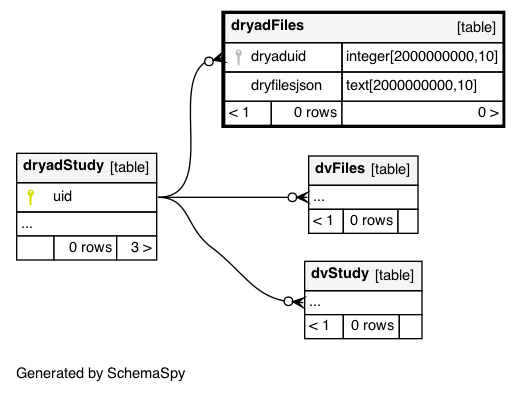 dryadFiles [table]
dryaduid integer[2000000000,10]
dryfilesjson text[2000000000,10]
< 1 0 rows 0 >
dryadStudy [table]
uid
...
0 rows 3 >
dvFiles [table]
...
< 1 0 rows
dvStudy [table]
...
< 1 0 rows
Generated by SchemaSpy